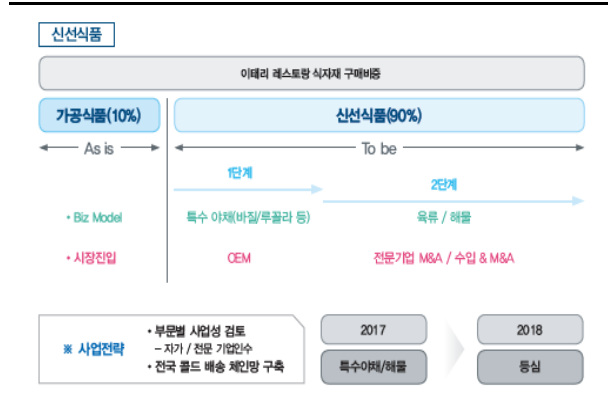 신선식품
이태리 레스토랑 식자재 구매비중
가공식품(10%) 신선식품(90%)
As is To be
1단계
2단계
• Biz Model 특수 야채(바질/루꼴라 등) 육류 / 해물
• 시장진입 OEM 전문기업 M&A / 수입 & M&A
※ 사업전략
• 부문별 사업성 검토
– 자가 / 전문 기업인수
• 전국 콜드 배송 체인망 구축
2017 2018
특수야채/해물 등심